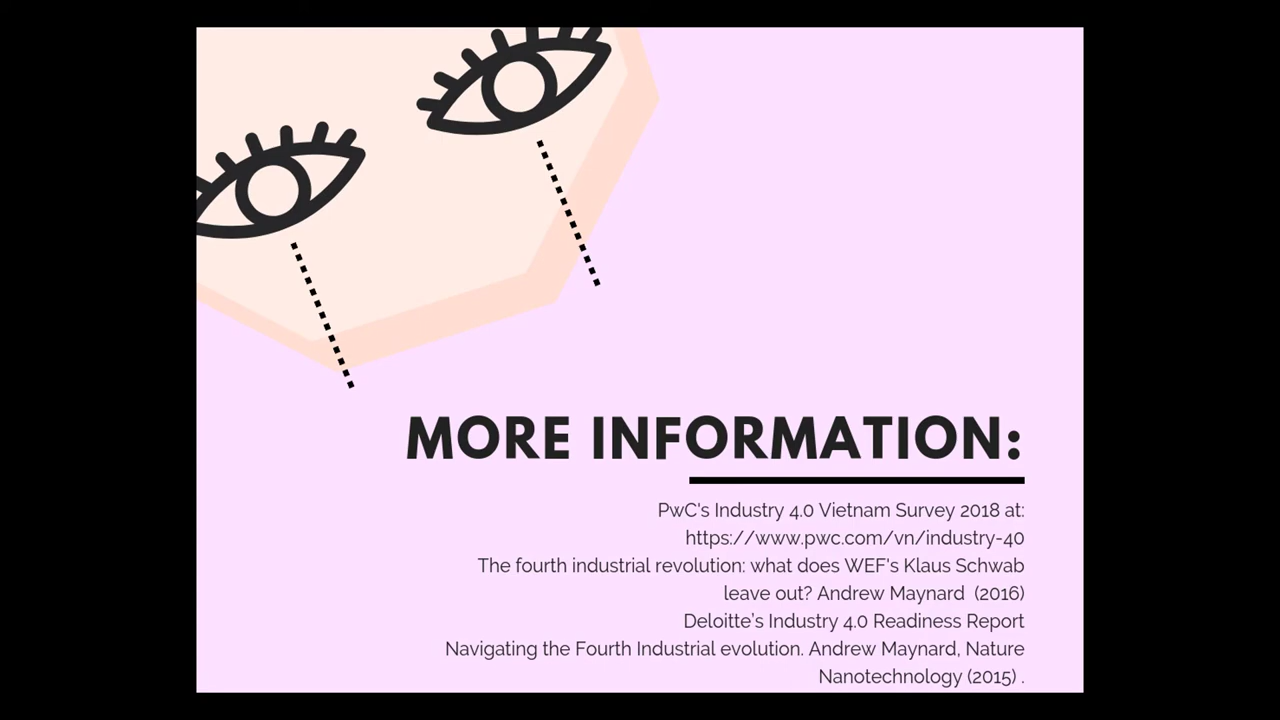 MORE INFORMATION:
PwC's Industry 4.0 Vietnam Survey 2018 at:
https://www.pwc.com/vn/industry-40
The fourth industrial revolution: what does WEF's Klaus Schwab
leave out? Andrew Maynard (2016)
Deloitte's Industry 4.0 Readiness Report
Navigating the Fourth Industrial evolution. Andrew Maynard, Nature
Nanotechnology (2015) .